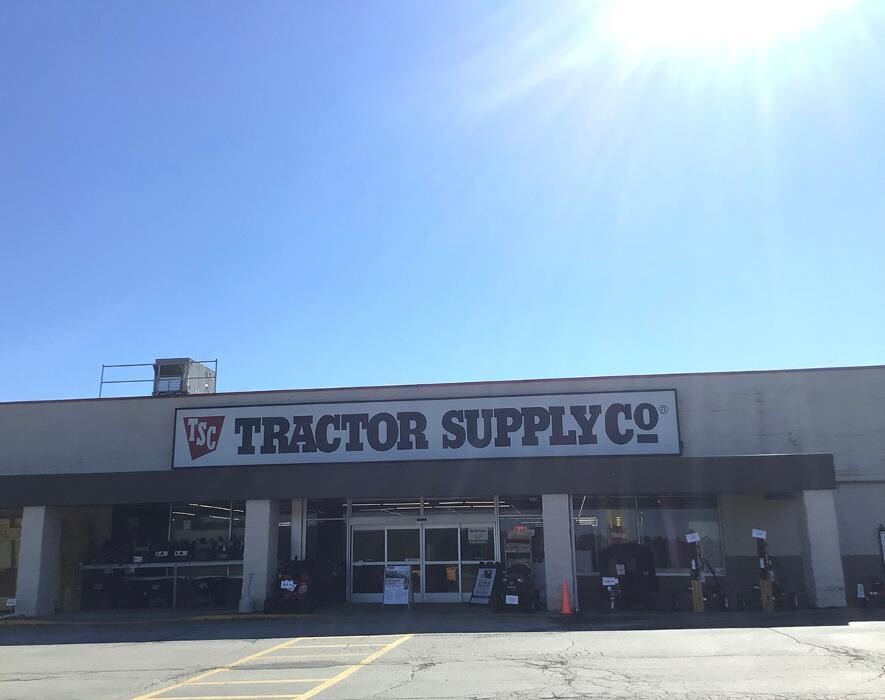 TSC TRACTOR SUPPLY Co ®